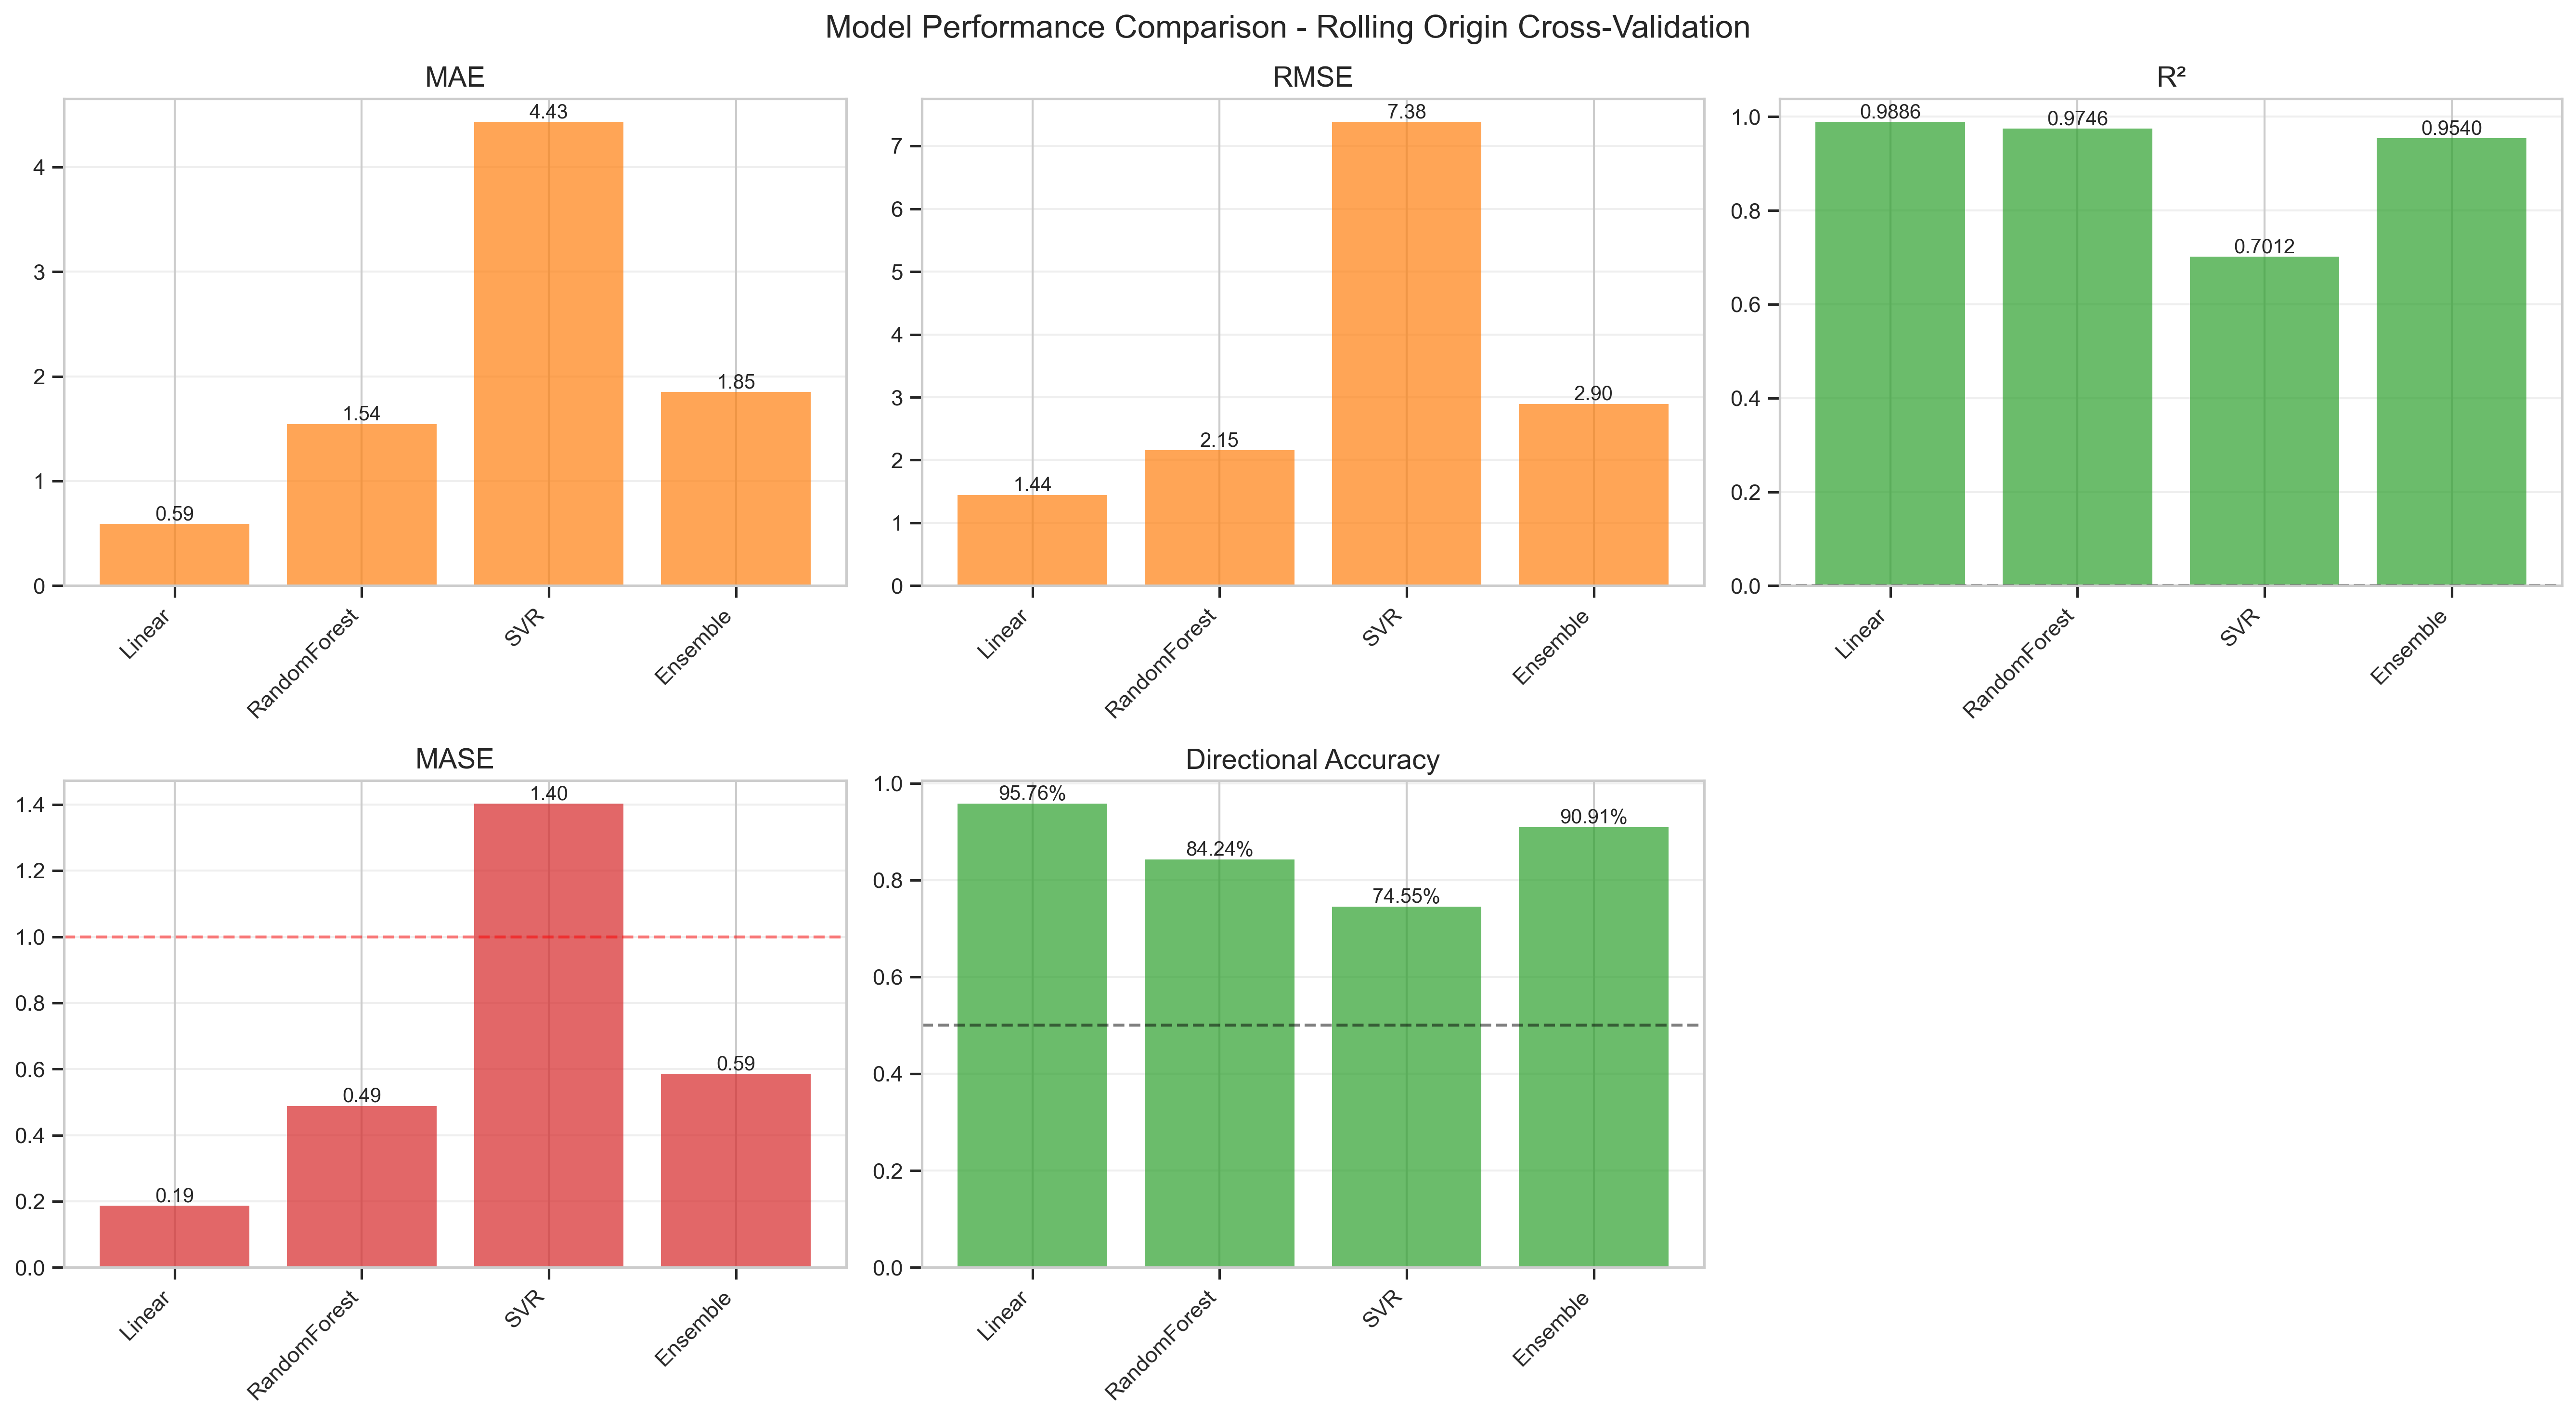 Model Performance Comparison - Rolling Origin Cross-Validation
MAE
4
3
2
1
0
0.59
1.54
4.43
1.85
Linear
RandomForest
SVR
Ensemble
RMSE
7
6
5
4
3
2
1
0
1.44
2.15
7.38
2.90
Linear
RandomForest
SVR
Ensemble
R²
1.0
0.8
0.6
0.4
0.2
0.0
0.9886
0.9746
0.7012
0.9540
Linear
RandomForest
SVR
Ensemble
MASE
1.4
1.2
1.0
0.8
0.6
0.4
0.2
0.0
0.19
0.49
1.40
0.59
Linear
RandomForest
SVR
Ensemble
Directional Accuracy
1.0
0.8
0.6
0.4
0.2
0.0
95.76%
84.24%
74.55%
90.91%
Linear
RandomForest
SVR
Ensemble